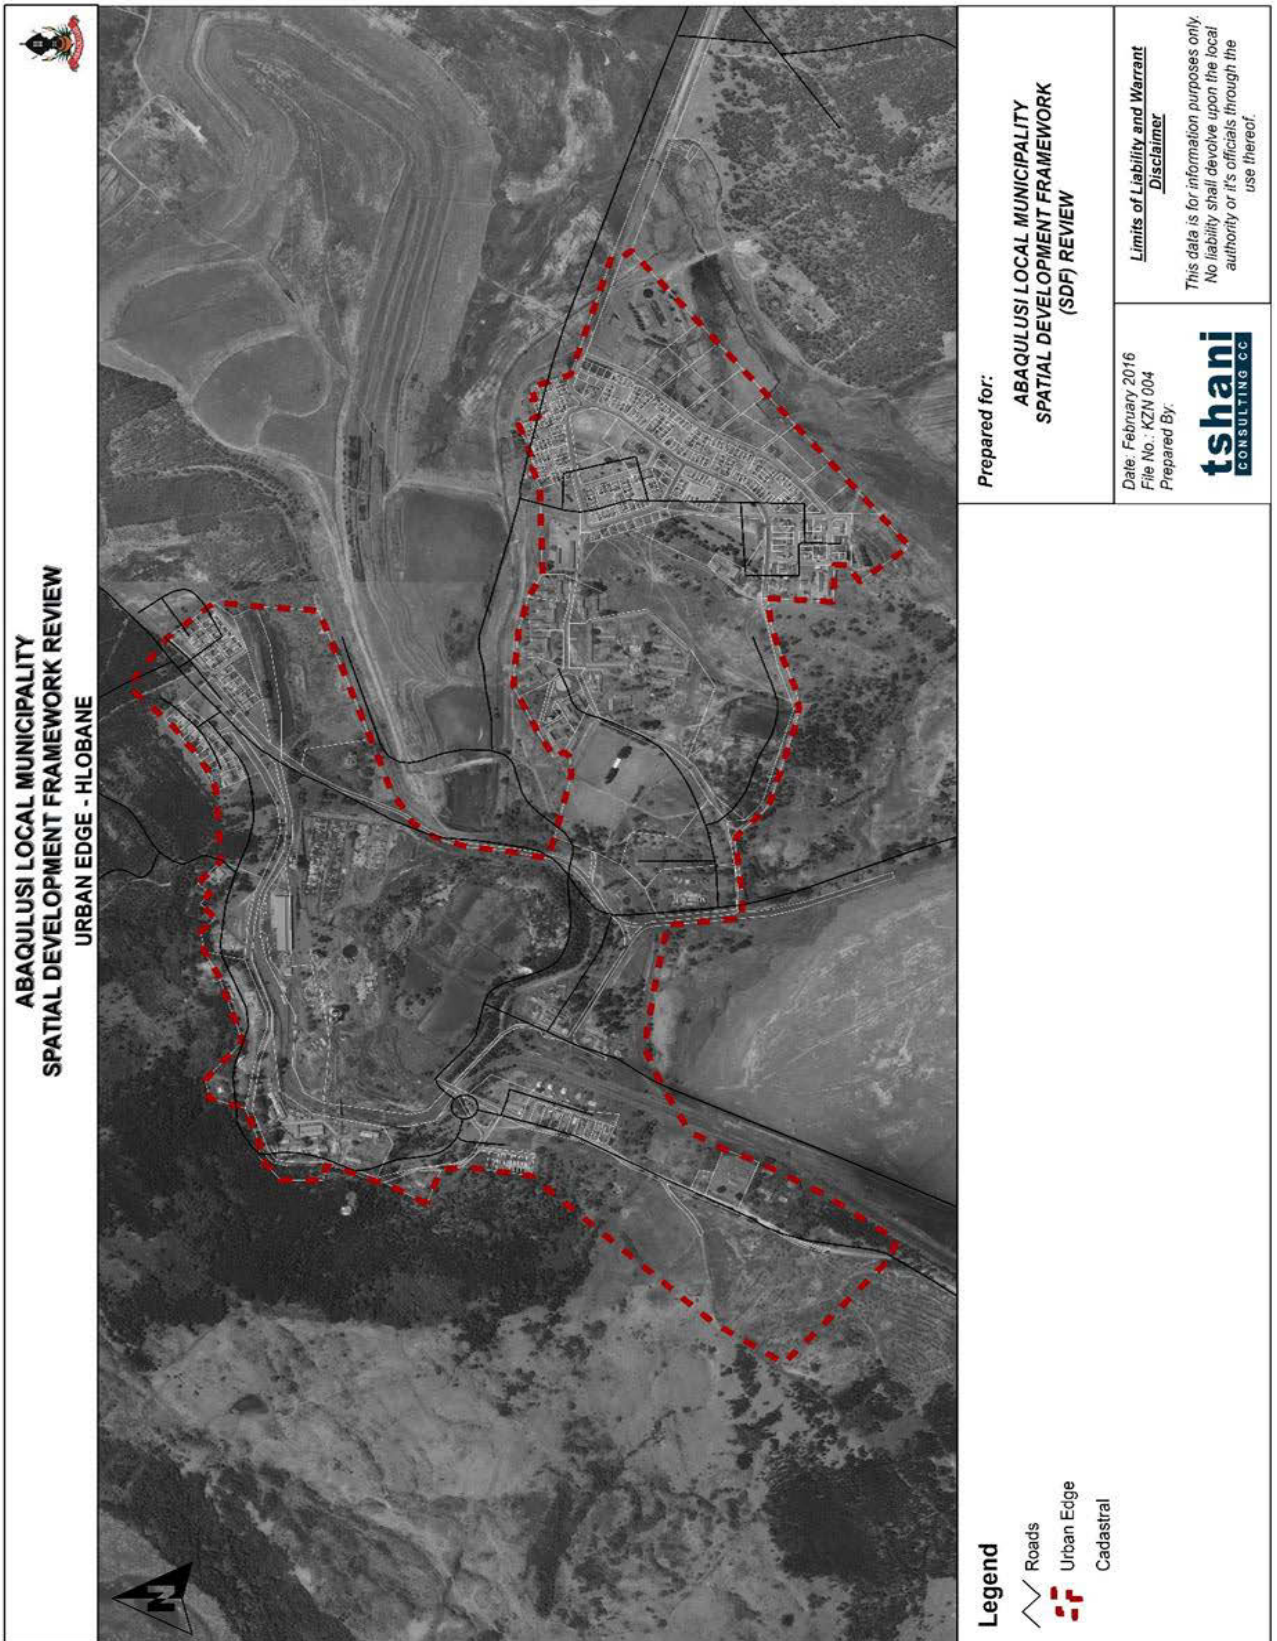 ABAQULUSI LOCAL MUNICIPALITY
SPATIAL DEVELOPMENT FRAMEWORK REVIEW
URBAN EDGE - HLOBANE
N
Legend
Roads
Urban Edge
Cadastral
Prepared for:
ABAQULUSI LOCAL MUNICIPALITY
SPATIAL DEVELOPMENT FRAMEWORK
(SDF) REVIEW
Date: February 2016
File No.: KZN 004
Prepared By:
tshani
CONSULTING CC
Limits of Liability and Warrant
Disclaimer
This data is for information purposes only.
No liability shall devolve upon the local
authority or it's officials through the
use thereof.